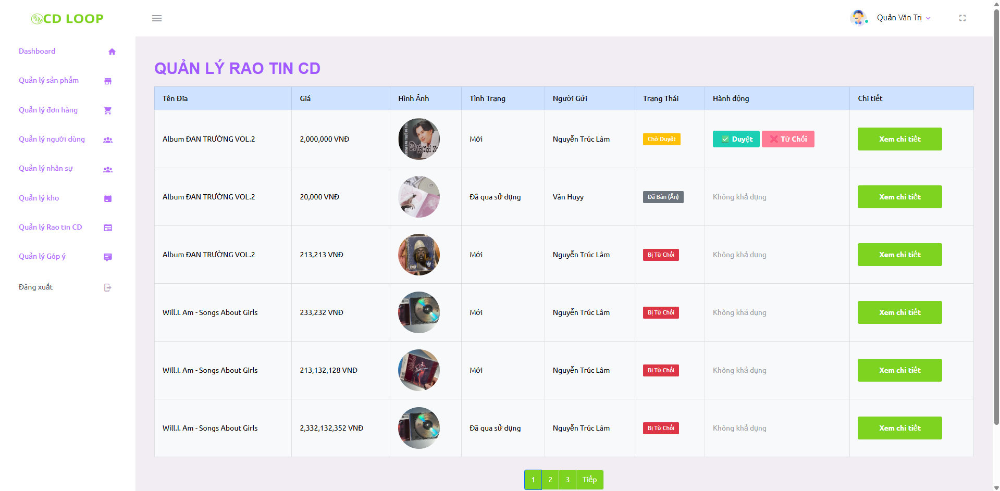 CD LOOP
Quản Văn Trị
Dashboard
Quản lý sản phẩm
Quản lý đơn hàng
Quản lý người dùng
Quản lý nhân sự
Quản lý kho
Quản lý Rao tin CD
Quản lý Góp ý
Đăng xuất
QUẢN LÝ RAO TIN CD
Tên Đĩa Giá Hình Ảnh Tình Trạng Người Gửi Trạng Thái Hành động Chi tiết
Album ĐAN TRƯỜNG VOL.2 2,000,000 VNĐ Mới Nguyễn Trúc Lâm Chờ Duyệt ✅ Duyệt ❌ Từ Chối Xem chi tiết
Album ĐAN TRƯỜNG VOL.2 20,000 VNĐ Đã qua sử dụng Văn Huyy Đã Bán (Ẩn) Không khả dụng Xem chi tiết
Album ĐAN TRƯỜNG VOL.2 213,213 VNĐ Mới Nguyễn Trúc Lâm Bị Từ Chối Không khả dụng Xem chi tiết
Will.I. Am - Songs About Girls 233,232 VNĐ Mới Nguyễn Trúc Lâm Bị Từ Chối Không khả dụng Xem chi tiết
Will.I. Am - Songs About Girls 213,132,128 VNĐ Mới Nguyễn Trúc Lâm Bị Từ Chối Không khả dụng Xem chi tiết
Will.I. Am - Songs About Girls 2,332,132,352 VNĐ Đã qua sử dụng Nguyễn Trúc Lâm Bị Từ Chối Không khả dụng Xem chi tiết
1 2 3 Tiếp